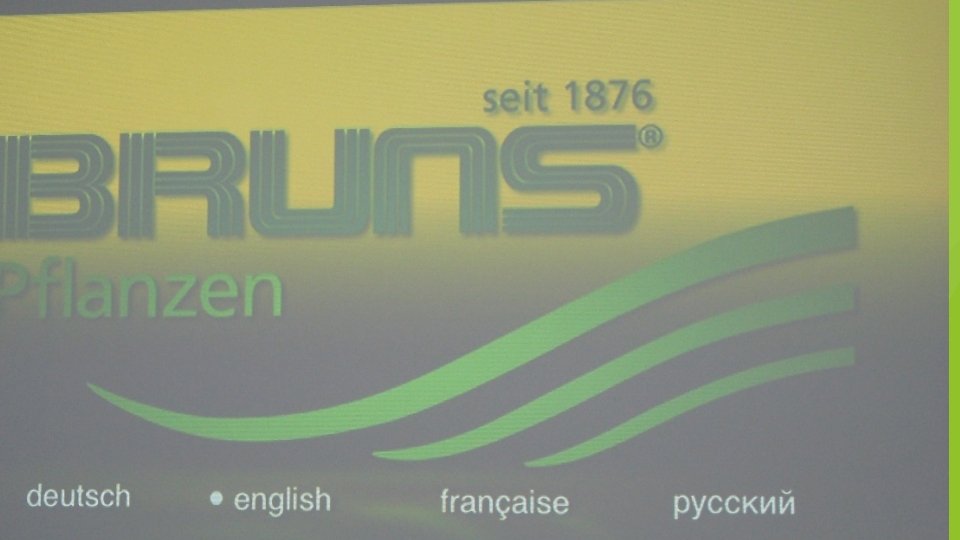 seit 1876
BRUNS®
Pflanzen
deutsch • english française русский